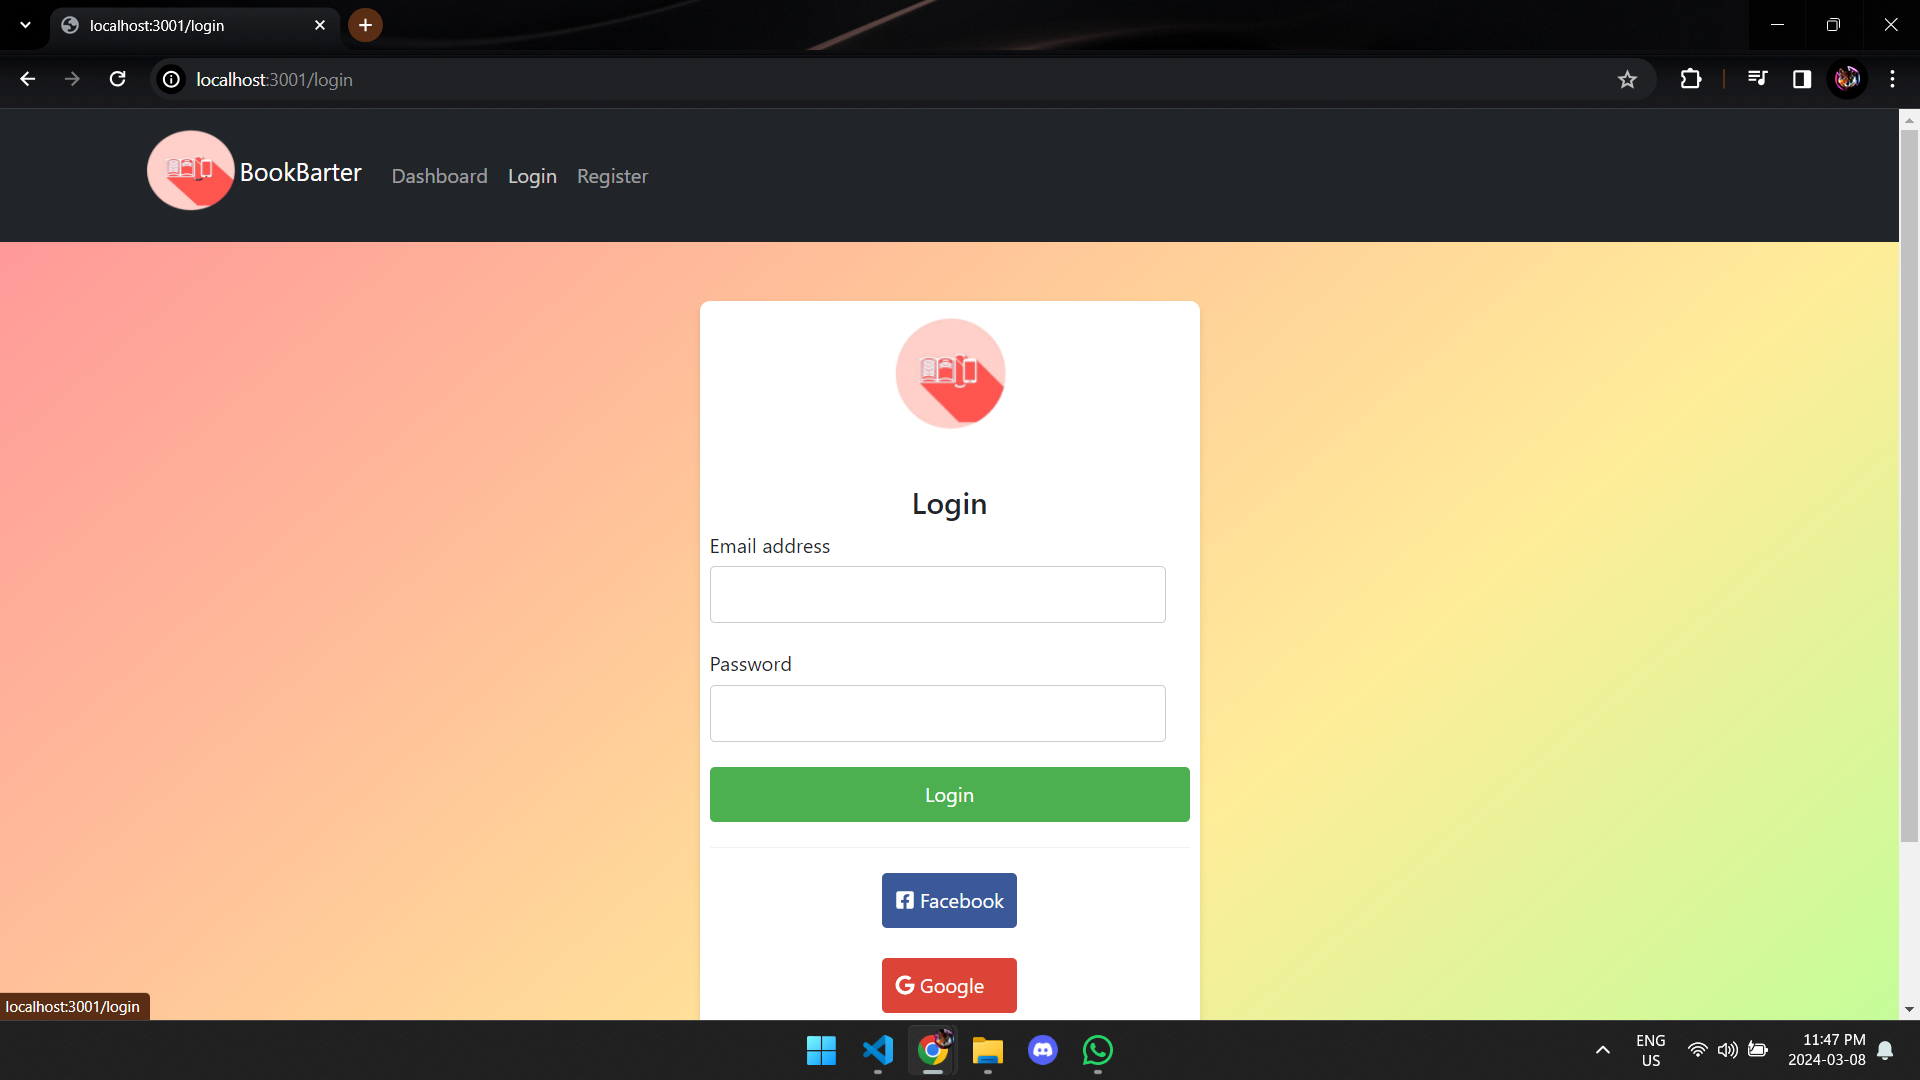 localhost:3001/login
localhost:3001/login
BookBarter
Dashboard
Login
Register
Login
Email address
Password
Login
Facebook
Google
localhost:3001/login
ENG
US
11:47 PM
2024-03-08